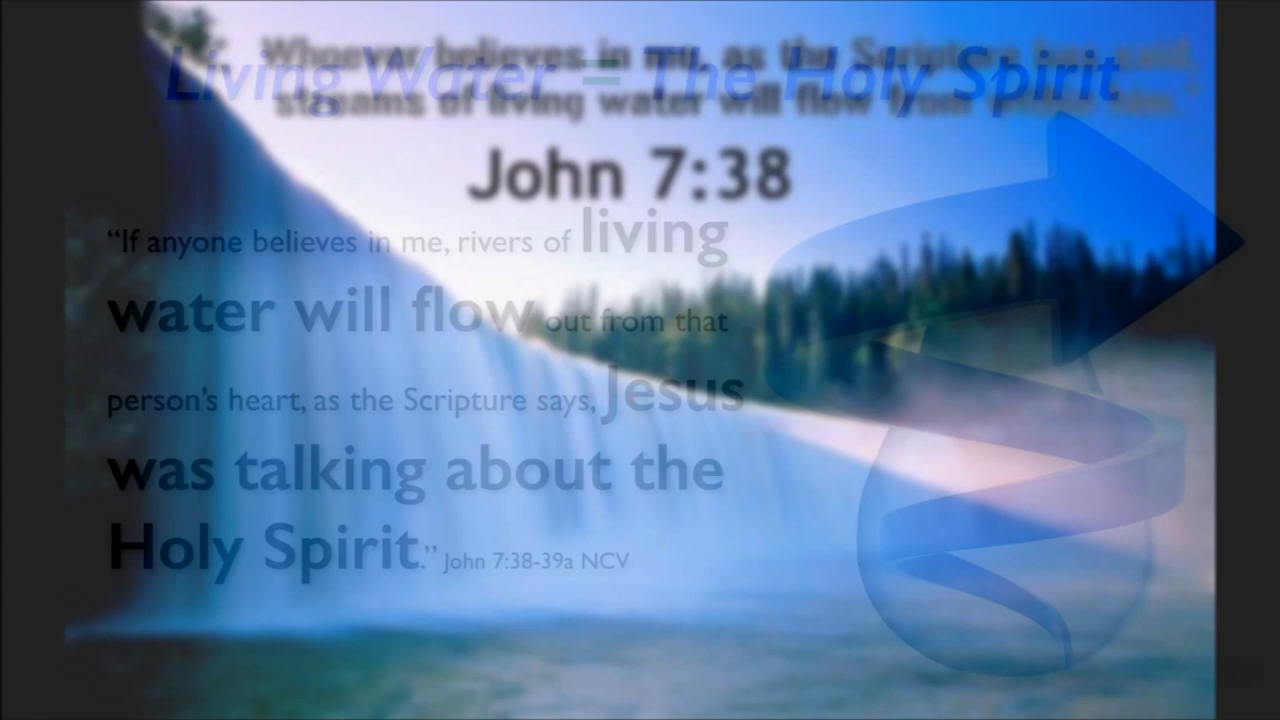 Whoever believes in me, as the Scripture has said,
Living Water = The Holy Spirit
streams of living water will flow from within him."
John 7:38
“If anyone believes in me, rivers of living
water will flow out from that
person’s heart, as the Scripture says, Jesus
was talking about the
Holy Spirit.” John 7:38-39a NCV